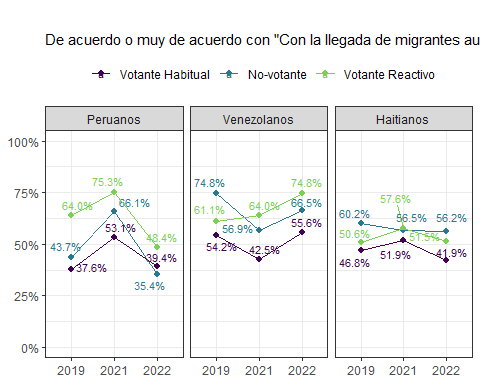 De acuerdo o muy de acuerdo con "Con la llegada de migrantes au
Votante Habitual No-votante Votante Reactivo
Peruanos Venezolanos Haitianos
100%
75%
50%
25%
0%
64.0% 75.3% 48.4%
43.7% 66.1% 35.4%
37.6% 53.1% 39.4%
74.8% 56.9% 66.5%
61.1% 64.0% 74.8%
54.2% 42.5% 55.6%
60.2% 56.5% 56.2%
50.6% 57.6% 51.5%
46.8% 51.9% 41.9%
2019 2021 2022 2019 2021 2022 2019 2021 2022